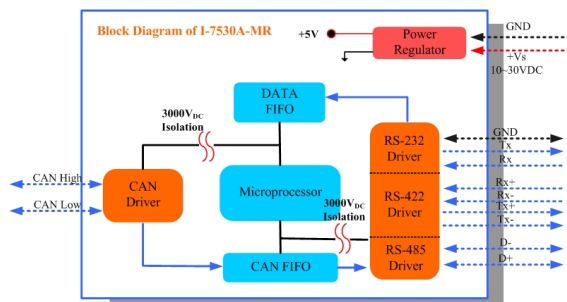 Block Diagram of I-7530A-MR
+5V
Power
Regulator
GND
+Vs
10~30VDC
DATA
FIFO
3000VDC
Isolation
CAN High
CAN Low
CAN
Driver
Microprocessor
3000VDC
Isolation
CAN FIFO
RS-232
Driver
RS-422
Driver
RS-485
Driver
GND
Tx
Rx
Rx+
Rx-
Tx+
Tx-
D-
D+